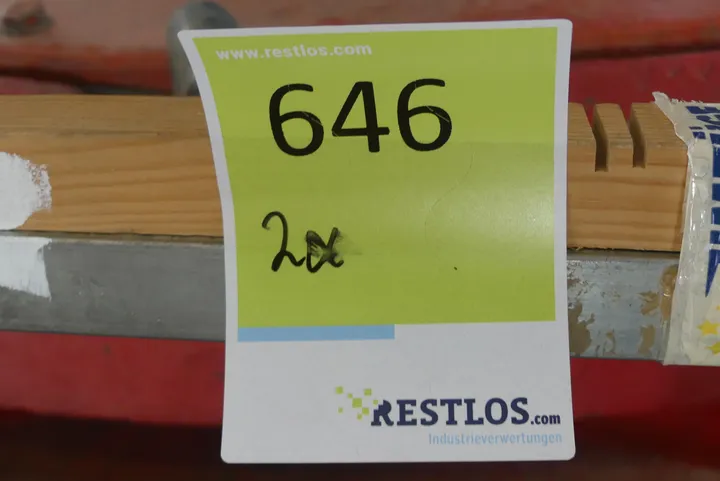 www.restlos.com
646
2x
RESTLOS.com
Industrieverwertungen